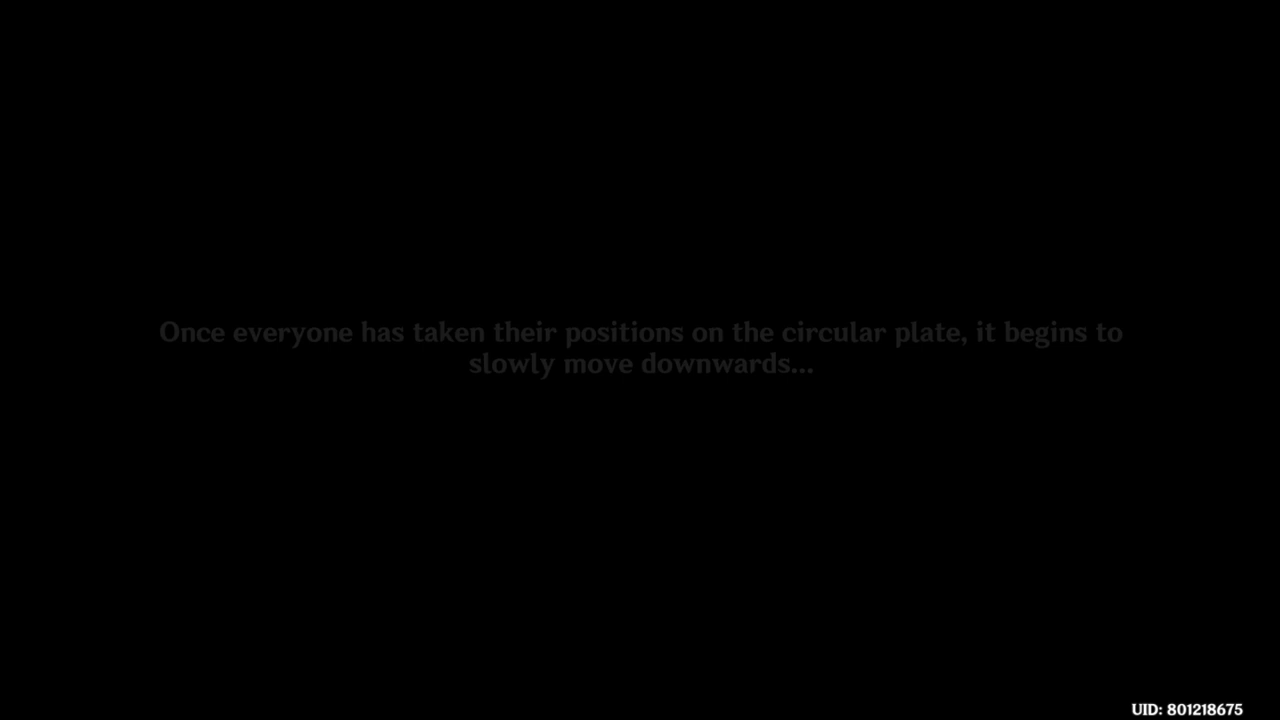 Once everyone has taken their positions on the circular plate, it begins to
slowly move downwards...
UID: 801218675